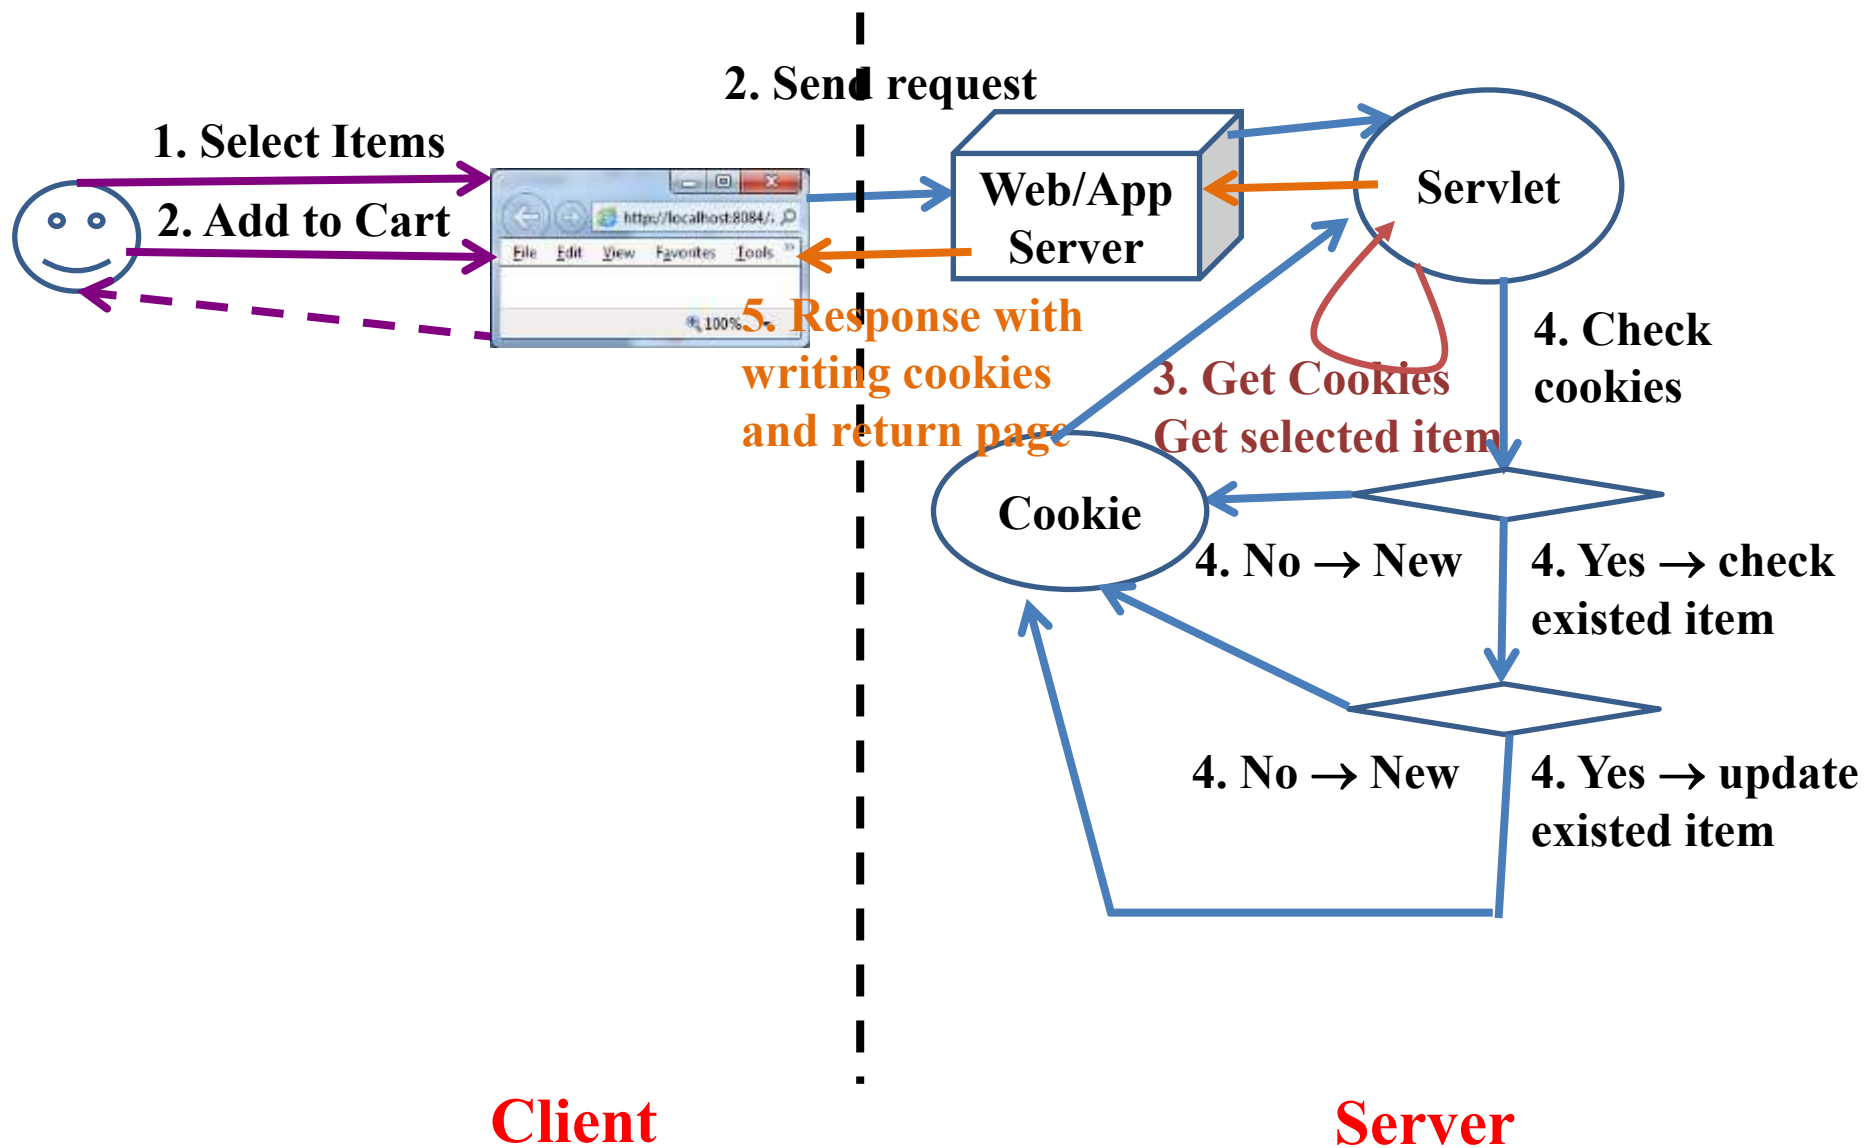 2. Send request
1. Select Items
2. Add to Cart
http://localhost:8084/
File Edit View Favorites Tools »
100%
Web/App
Server
Servlet
5. Response with
writing cookies
and return page
3. Get Cookies
Get selected item
4. Check
cookies
Cookie
4. No → New
4. Yes → check
existed item
4. No → New
4. Yes → update
existed item
Client
Server